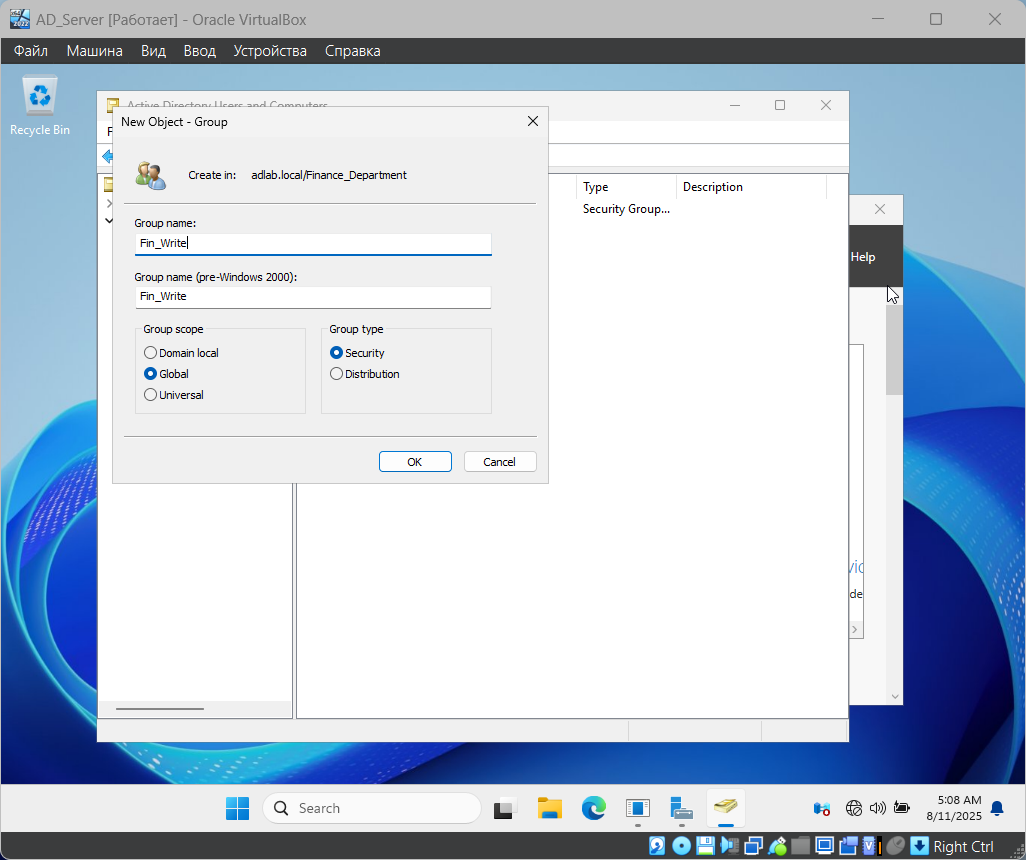 AD_Server [Работает] - Oracle VirtualBox
Файл Машина Вид Ввод Устройства Справка
Recycle Bin
Active Directory Users and Computers
New Object - Group
F
Create in: adlab.local/Finance_Department
Type Description
Security Group...
Group name:
Fin_Write
Help
Group name (pre-Windows 2000):
Fin_Write
Group scope Group type
Domain local Security
Global Distribution
Universal
OK Cancel
vic
de
Search
5:08 AM
8/11/2025
Right Ctrl